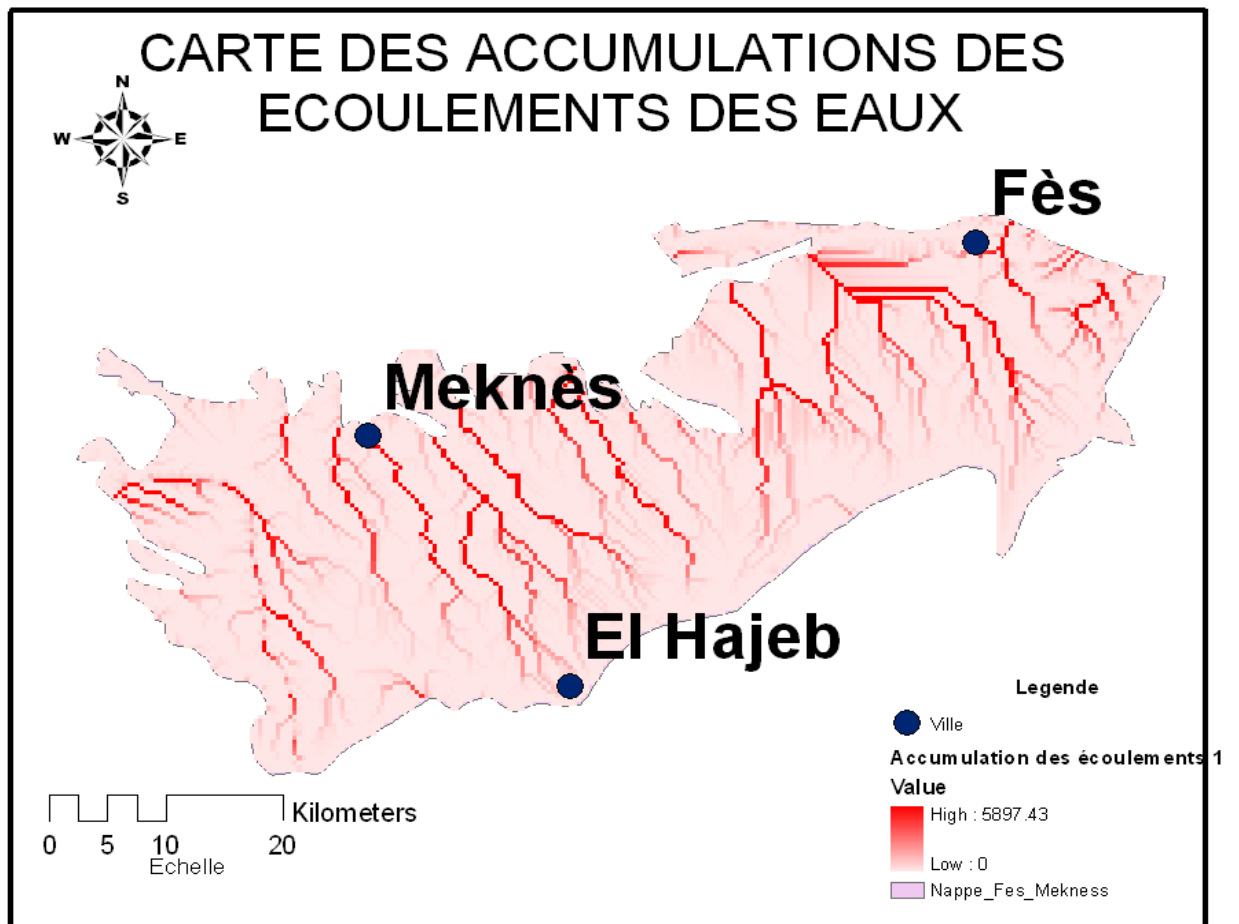 CARTE DES ACCUMULATIONS DES
ECOULEMENTS DES EAUX
N
W E
S
Fès
Meknès
El Hajeb
Legende
Ville
Accumulation des écoulements 1
Value
High : 5897.43
Low : 0
Nappe_Fes_Mekness
Kilometers
0 5 10 20
Echelle